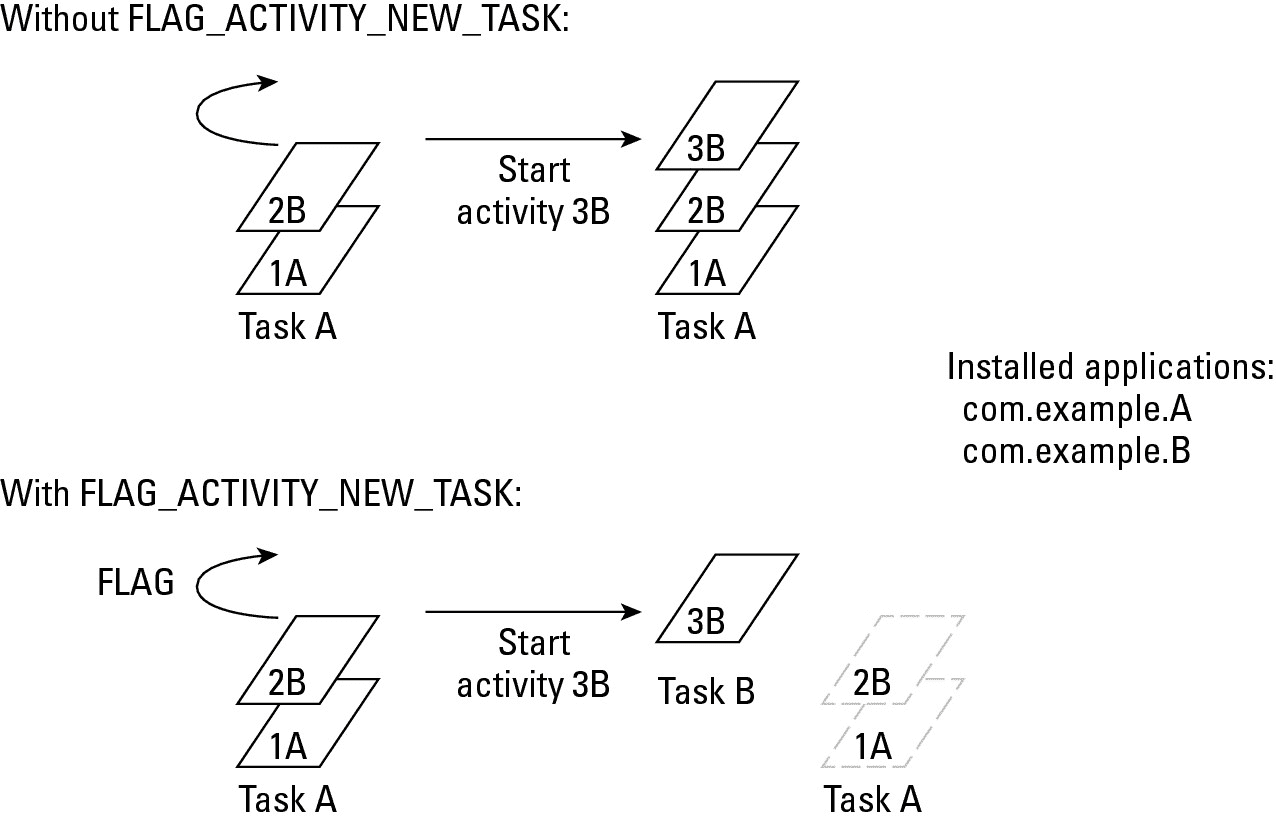 Without FLAG_ACTIVITY_NEW_TASK:
3B
2B
1A
Start
activity 3B
2B
1A
Task A
Task A
Installed applications:
com.example.A
com.example.B
With FLAG_ACTIVITY_NEW_TASK:
FLAG
2B
1A
Task A
Start
activity 3B
3B
Task B
2B
1A
Task A